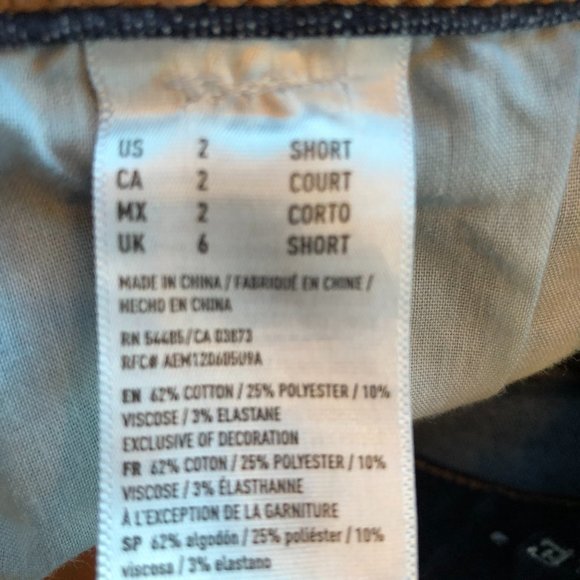 US 2 SHORT
CA 2 COURT
MX 2 CORTO
UK 6 SHORT
MADE IN CHINA / FABRIQUÉ EN CHINE /
HECHO EN CHINA
RN 54485/CA 03873
RFC# AEM120685U9A
EN 62% COTTON / 25% POLYESTER / 10%
VISCOSE / 3% ELASTANE
EXCLUSIVE OF DECORATION
FR 62% COTON / 25% POLYESTER / 10%
VISCOSE / 3% ÉLASTHANNE
À L'EXCEPTION DE LA GARNITURE
SP 62% algodón / 25% poliéster / 10%
viscosa / 3% elastano